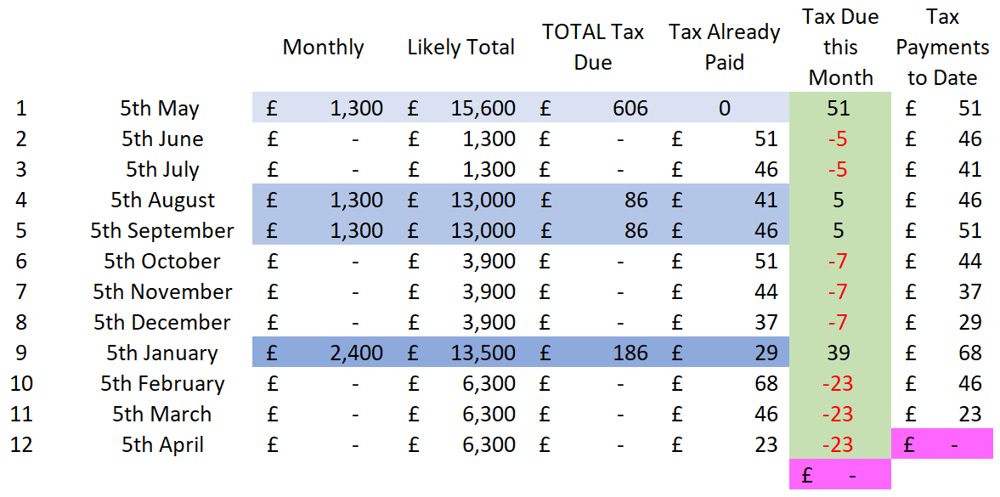 Monthly Likely Total TOTAL Tax Due Tax Already Paid Tax Due this Month Tax Payments to Date
1 5th May £ 1,300 £ 15,600 £ 606 0 51 £ 51
2 5th June £ - £ 1,300 £ - £ 51 -5 £ 46
3 5th July £ - £ 1,300 £ - £ 46 -5 £ 41
4 5th August £ 1,300 £ 13,000 £ 86 £ 41 5 £ 46
5 5th September £ 1,300 £ 13,000 £ 86 £ 46 5 £ 51
6 5th October £ - £ 3,900 £ - £ 51 -7 £ 44
7 5th November £ - £ 3,900 £ - £ 44 -7 £ 37
8 5th December £ - £ 3,900 £ - £ 37 -7 £ 29
9 5th January £ 2,400 £ 13,500 £ 186 £ 29 39 £ 68
10 5th February £ - £ 6,300 £ - £ 68 -23 £ 46
11 5th March £ - £ 6,300 £ - £ 46 -23 £ 23
12 5th April £ - £ 6,300 £ - £ 23 -23 £ -
£ -